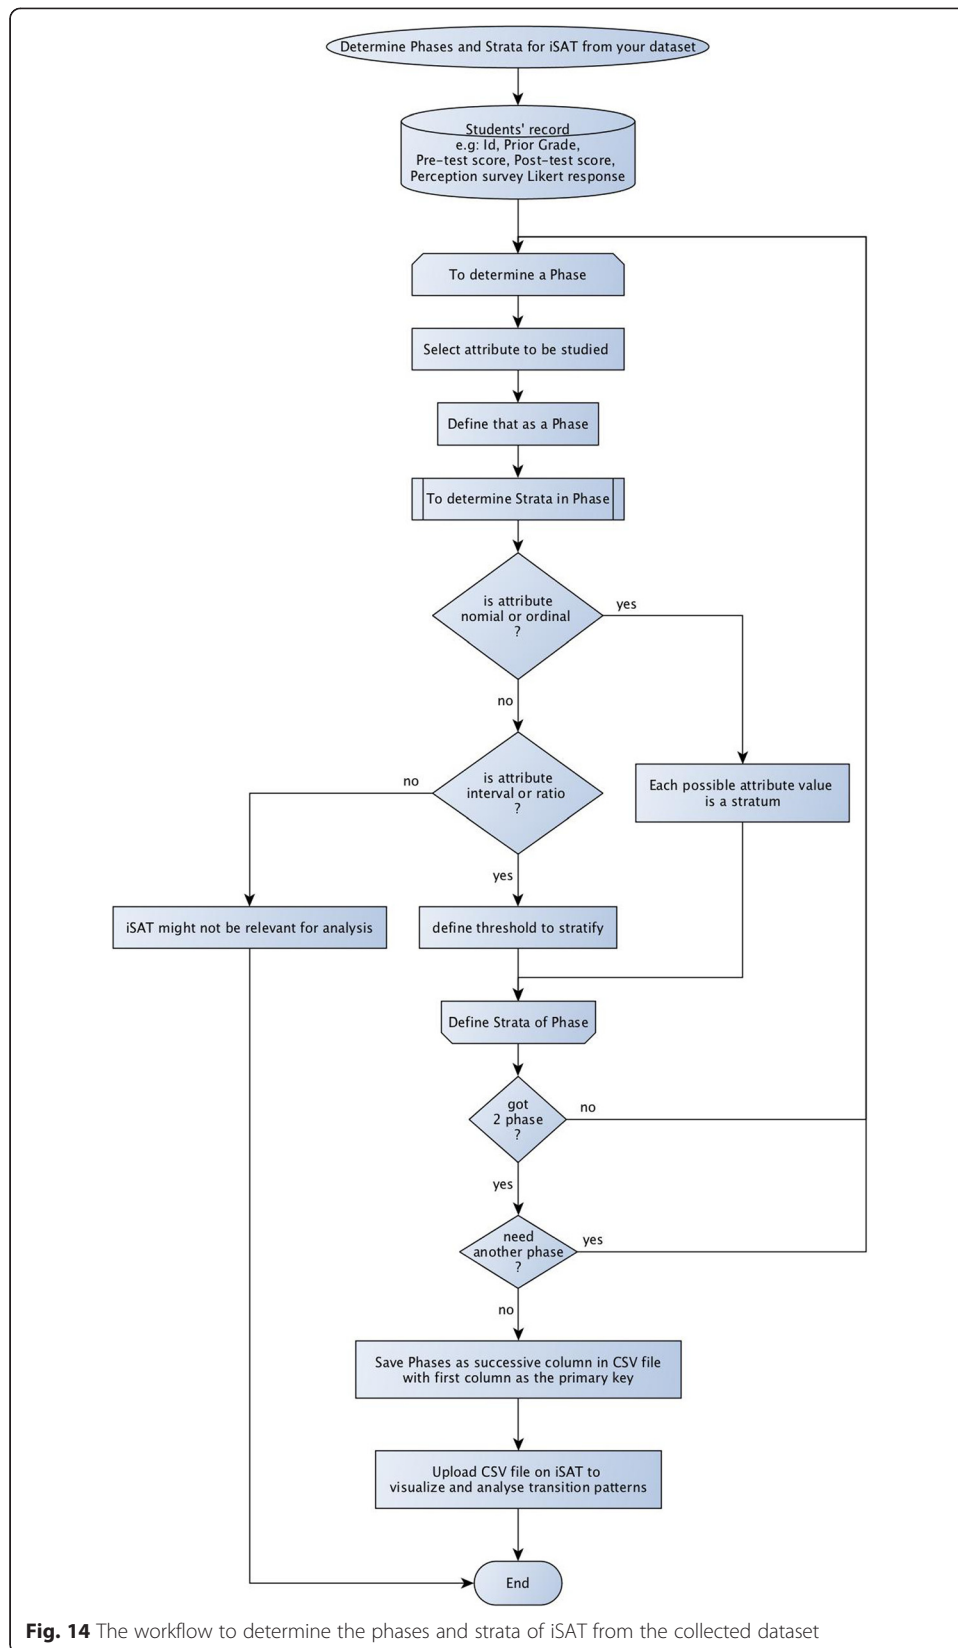 Determine Phases and Strata for iSAT from your dataset
Students' record
e.g: Id, Prior Grade,
Pre-test score, Post-test score,
Perception survey Likert response
To determine a Phase
Select attribute to be studied
Define that as a Phase
To determine Strata in Phase
is attribute
nomial or ordinal
?
yes
no
is attribute
interval or ratio
?
no
Each possible attribute value
is a stratum
yes
iSAT might not be relevant for analysis
define threshold to stratify
Define Strata of Phase
got
2 phase
?
no
yes
need
another phase
?
yes
no
Save Phases as successive column in CSV file
with first column as the primary key
Upload CSV file on iSAT to
visualize and analyse transition patterns
End
Fig. 14 The workflow to determine the phases and strata of iSAT from the collected dataset